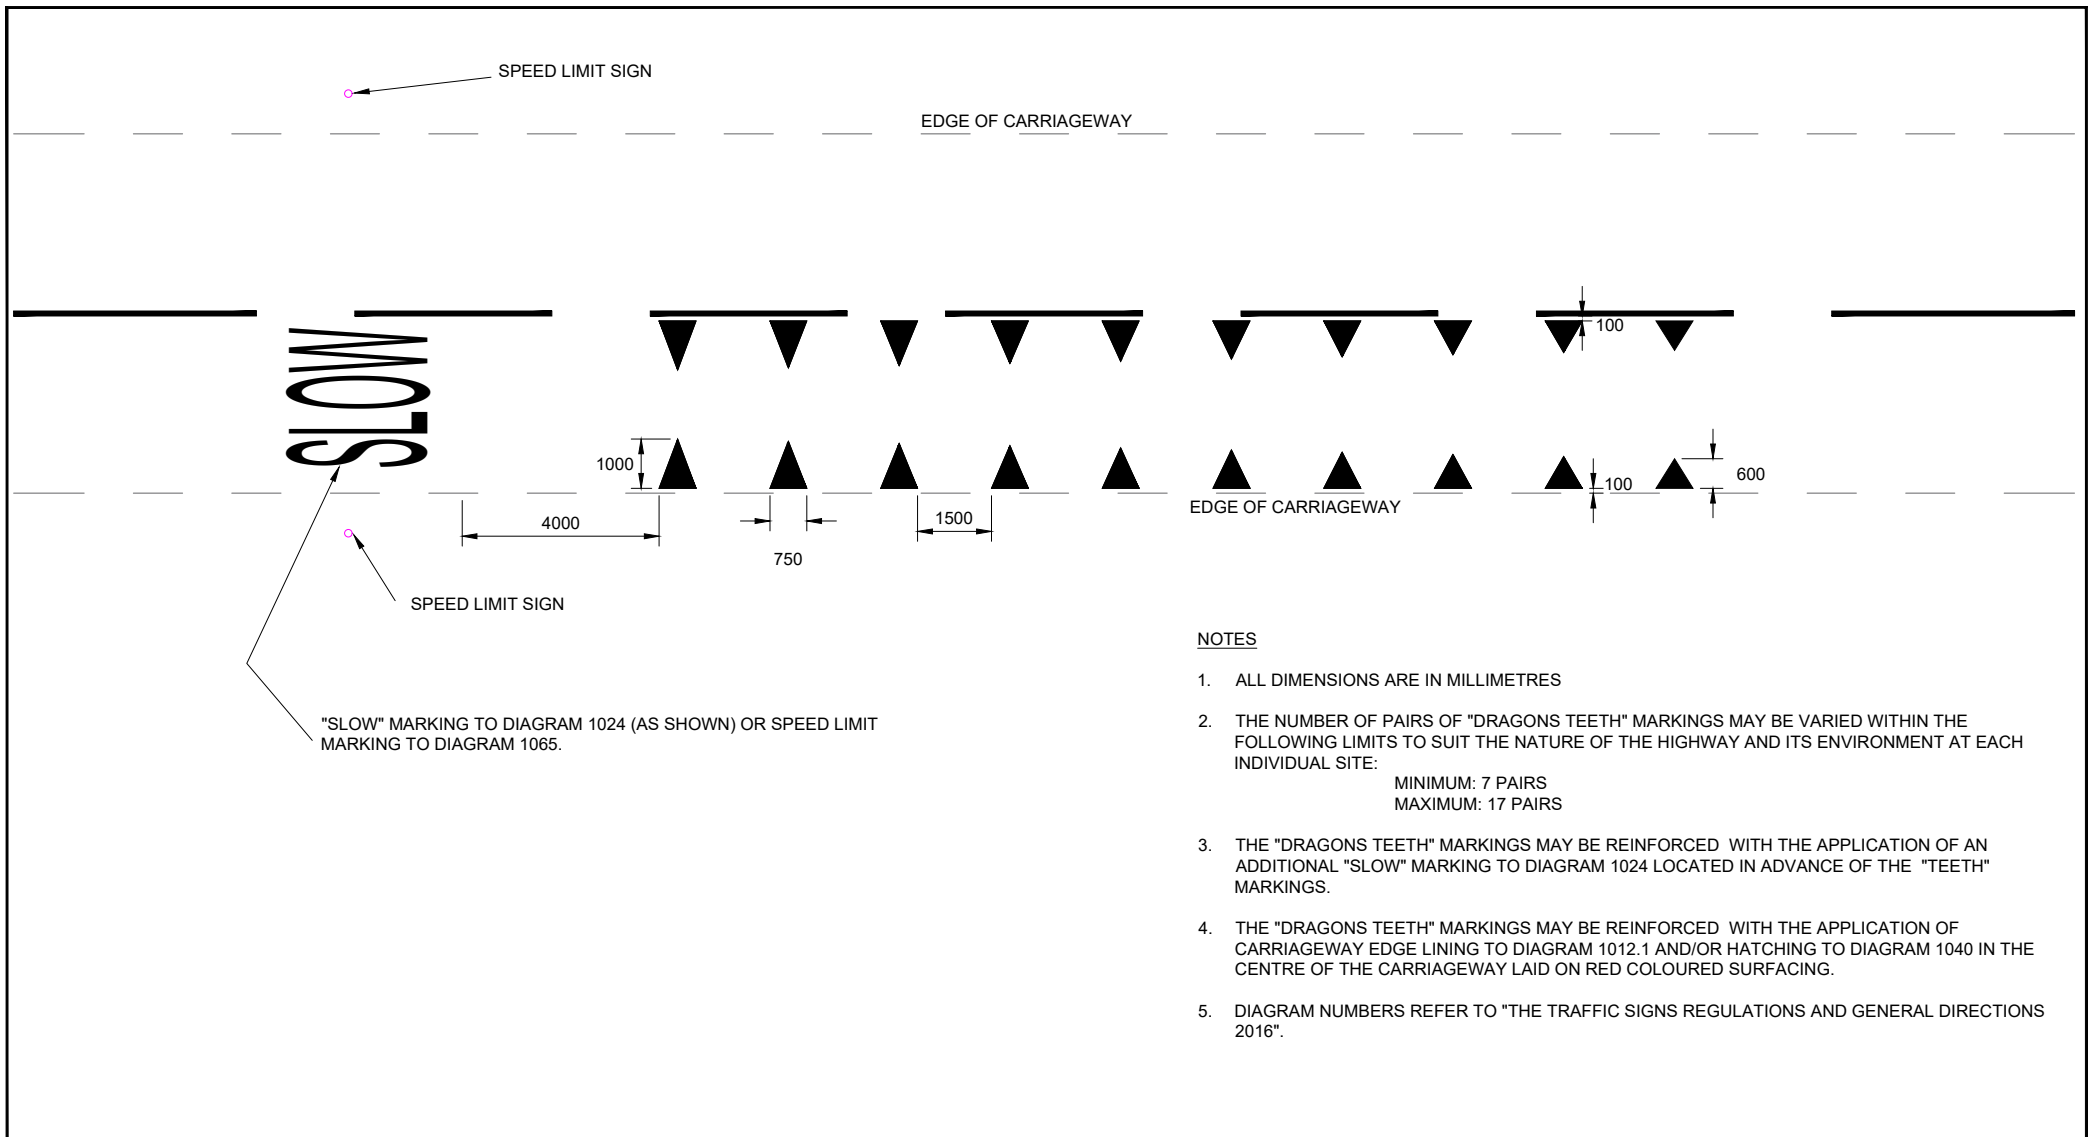 SPEED LIMIT SIGN
EDGE OF CARRIAGEWAY
100
SLOW
1000
100
600
4000
1500
EDGE OF CARRIAGEWAY
750
SPEED LIMIT SIGN
"SLOW" MARKING TO DIAGRAM 1024 (AS SHOWN) OR SPEED LIMIT
MARKING TO DIAGRAM 1065.
NOTES
1. ALL DIMENSIONS ARE IN MILLIMETRES
2. THE NUMBER OF PAIRS OF "DRAGONS TEETH" MARKINGS MAY BE VARIED WITHIN THE
FOLLOWING LIMITS TO SUIT THE NATURE OF THE HIGHWAY AND ITS ENVIRONMENT AT EACH
INDIVIDUAL SITE:
MINIMUM: 7 PAIRS
MAXIMUM: 17 PAIRS
3. THE "DRAGONS TEETH" MARKINGS MAY BE REINFORCED WITH THE APPLICATION OF AN
ADDITIONAL "SLOW" MARKING TO DIAGRAM 1024 LOCATED IN ADVANCE OF THE "TEETH"
MARKINGS.
4. THE "DRAGONS TEETH" MARKINGS MAY BE REINFORCED WITH THE APPLICATION OF
CARRIAGEWAY EDGE LINING TO DIAGRAM 1012.1 AND/OR HATCHING TO DIAGRAM 1040 IN THE
CENTRE OF THE CARRIAGEWAY LAID ON RED COLOURED SURFACING.
5. DIAGRAM NUMBERS REFER TO "THE TRAFFIC SIGNS REGULATIONS AND GENERAL DIRECTIONS
2016".